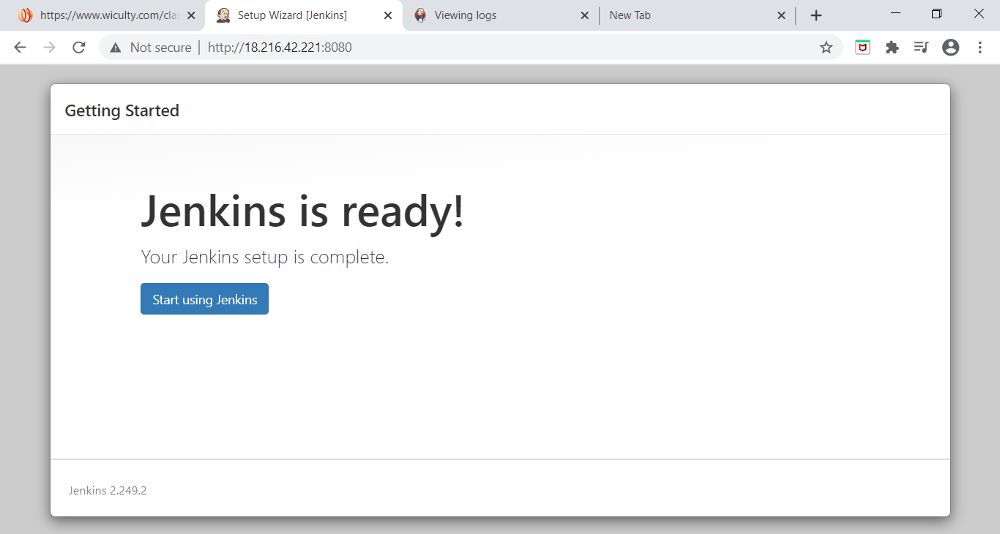 https://www.wiculty.com/clas
Setup Wizard [Jenkins]
Viewing logs
New Tab
Not secure
http://18.216.42.221:8080
Getting Started
Jenkins is ready!
Your Jenkins setup is complete.
Start using Jenkins
Jenkins 2.249.2